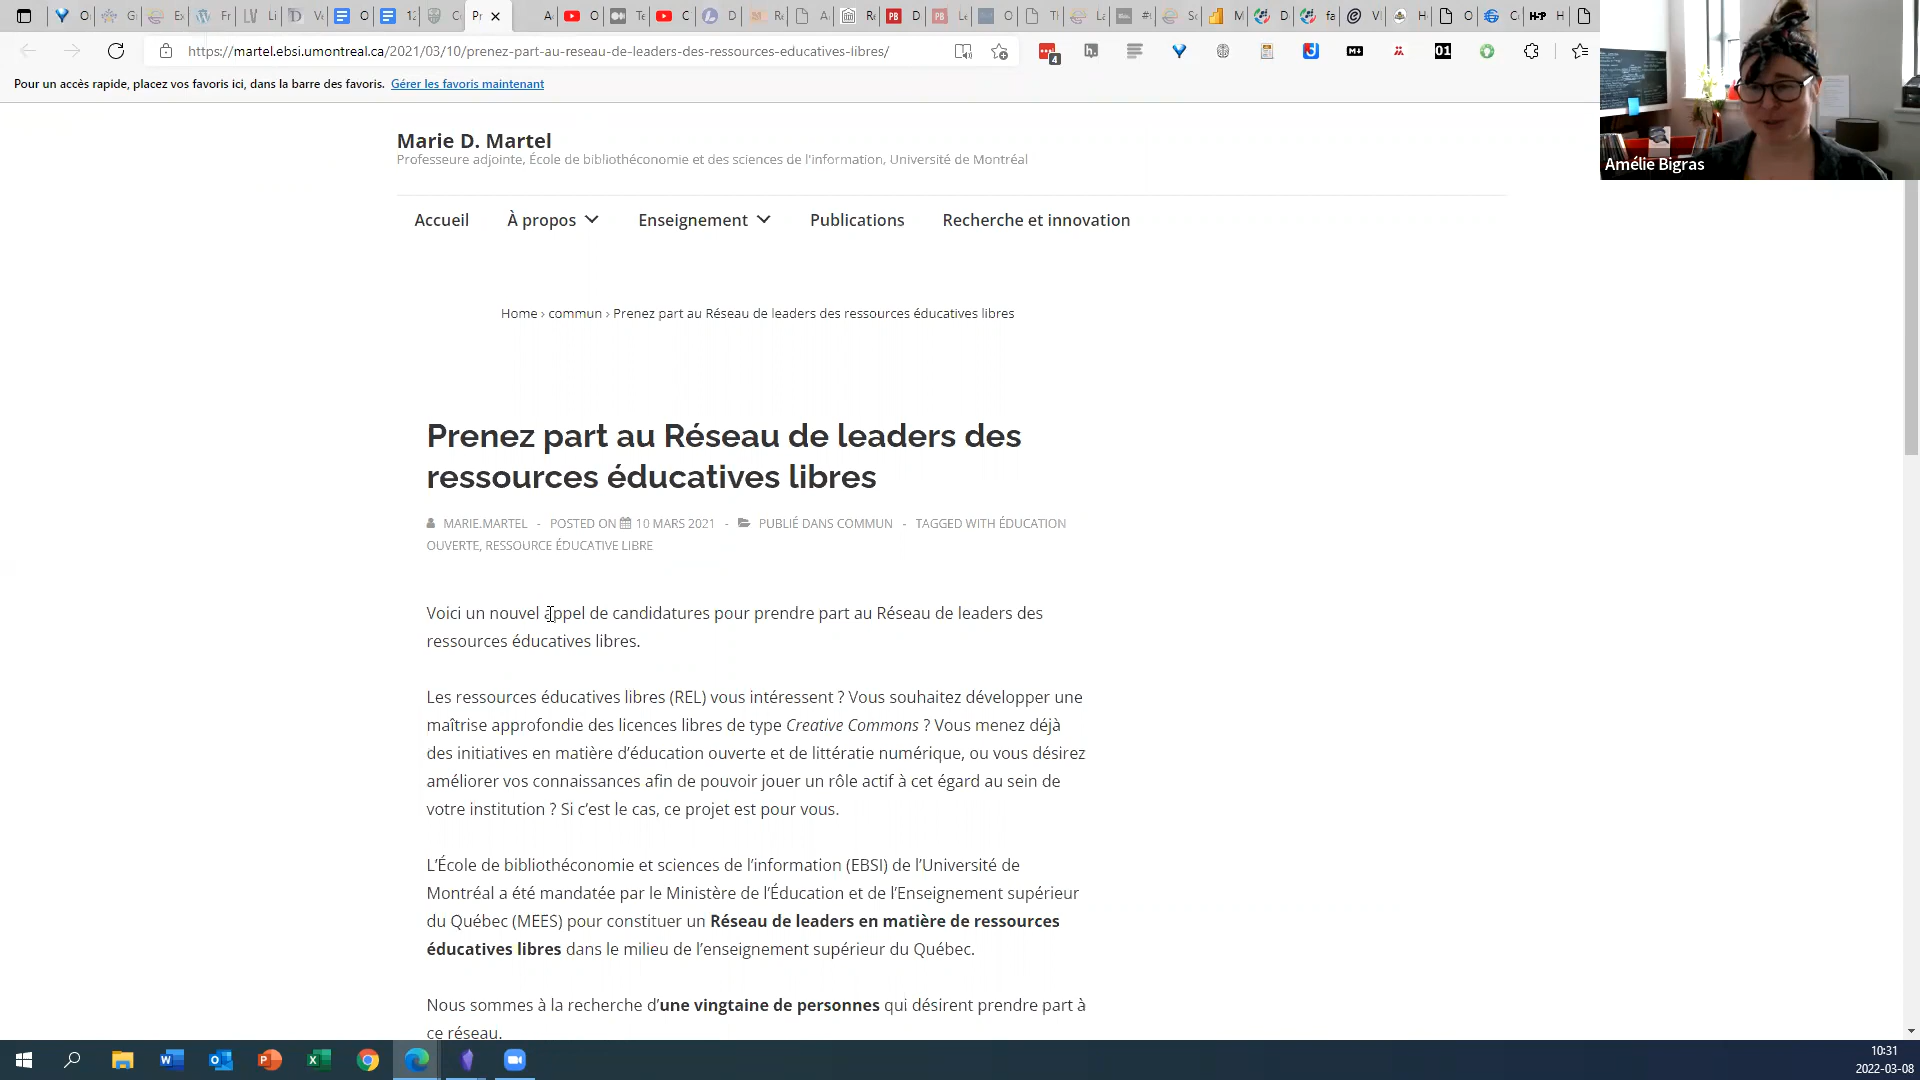 https://martel.ebsi.umontreal.ca/2021/03/10/prenez-part-au-reseau-de-leaders-des-ressources-educatives-libres/
Pour un accès rapide, placez vos favoris ici, dans la barre des favoris. Gérer les favoris maintenant
Amélie Bigras
Marie D. Martel
Professeure adjointe, École de bibliothéconomie et des sciences de l'information, Université de Montréal
Accueil À propos Enseignement Publications Recherche et innovation
Home › commun › Prenez part au Réseau de leaders des ressources éducatives libres
Prenez part au Réseau de leaders des
ressources éducatives libres
MARIE.MARTEL - POSTED ON 10 MARS 2021 - PUBLIÉ DANS COMMUN - TAGGED WITH ÉDUCATION
OUVERTE, RESSOURCE ÉDUCATIVE LIBRE
Voici un nouvel appel de candidatures pour prendre part au Réseau de leaders des
ressources éducatives libres.
Les ressources éducatives libres (REL) vous intéressent ? Vous souhaitez développer une
maîtrise approfondie des licences libres de type Creative Commons ? Vous menez déjà
des initiatives en matière d’éducation ouverte et de littératie numérique, ou vous désirez
améliorer vos connaissances afin de pouvoir jouer un rôle actif à cet égard au sein de
votre institution ? Si c’est le cas, ce projet est pour vous.
L’École de bibliothéconomie et sciences de l’information (EBSI) de l’Université de
Montréal a été mandatée par le Ministère de l’Éducation et de l’Enseignement supérieur
du Québec (MEES) pour constituer un Réseau de leaders en matière de ressources
éducatives libres dans le milieu de l’enseignement supérieur du Québec.
Nous sommes à la recherche d’une vingtaine de personnes qui désirent prendre part à
ce réseau.
10:31
2022-03-08